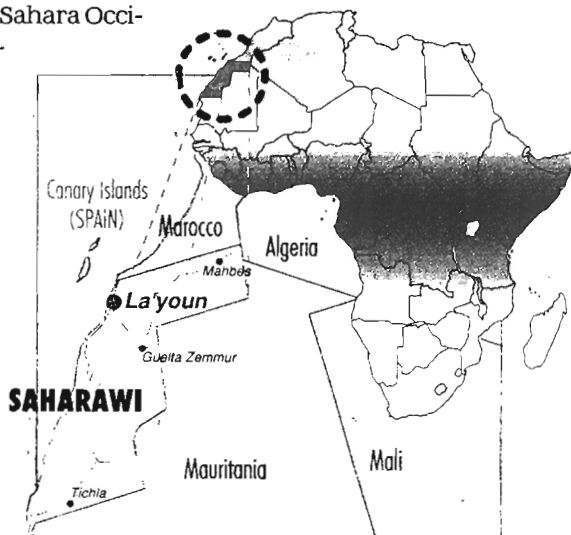 Sahara Occi-
Canary Islands
(SPAiN)
Marocco
Algeria
Mahbes
La'youn
Guelta Zemmur
SAHARAWI
Mauritania
Mali
Tichla